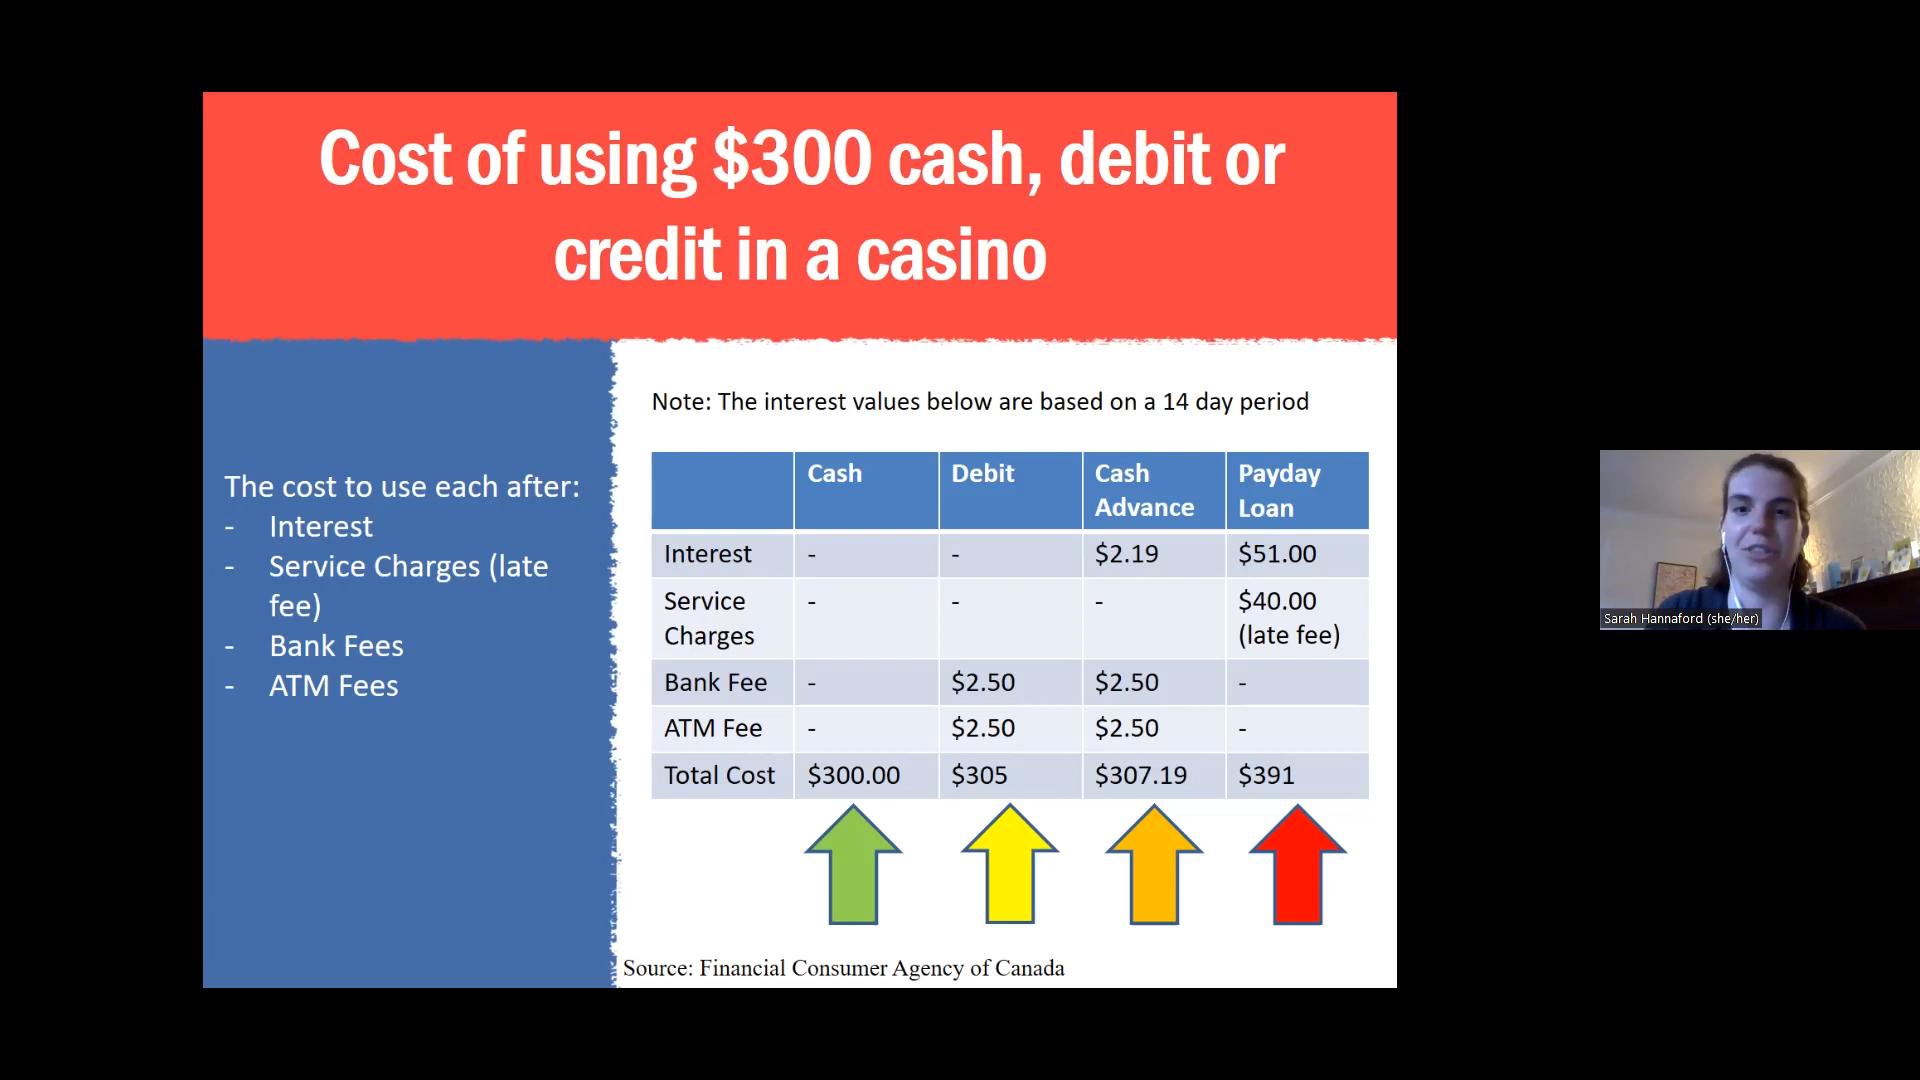 Cost of using $300 cash, debit or
credit in a casino
The cost to use each after:
- Interest
- Service Charges (late
fee)
- Bank Fees
- ATM Fees
Note: The interest values below are based on a 14 day period
Cash Debit Cash Advance Payday Loan
Interest - - $2.19 $51.00
Service Charges - - - $40.00 (late fee)
Bank Fee - $2.50 $2.50 -
ATM Fee - $2.50 $2.50 -
Total Cost $300.00 $305 $307.19 $391
Source: Financial Consumer Agency of Canada
Sarah Hannaford (she/her)